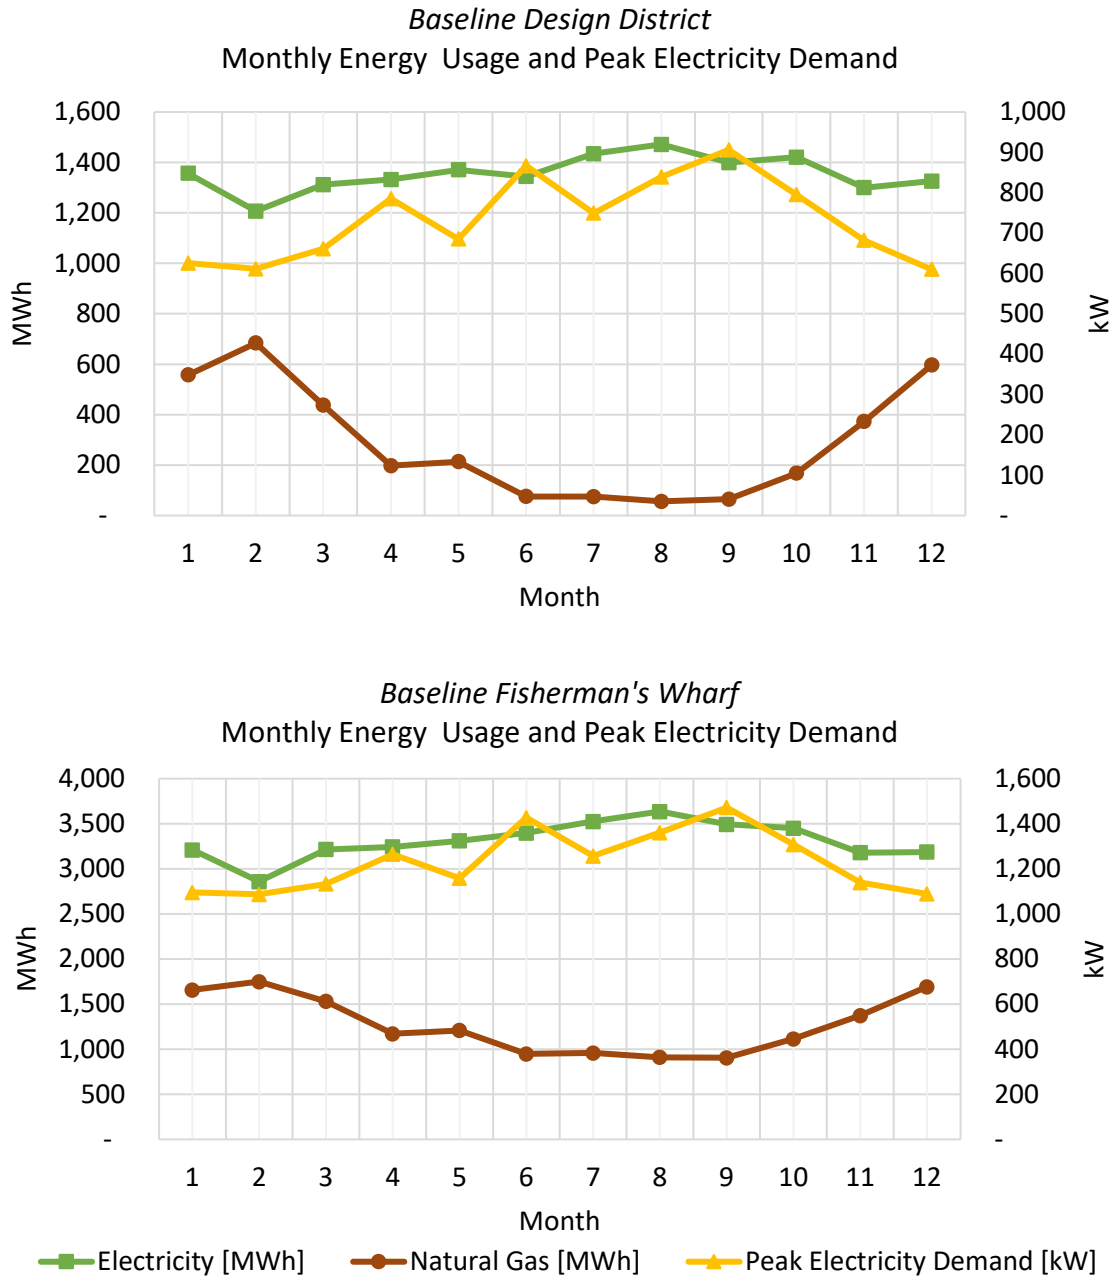 Baseline Design District
Monthly Energy Usage and Peak Electricity Demand
1,600
1,400
1,200
1,000
800
600
400
200
-
MWh
1,000
900
800
700
600
500
400
300
200
100
-
kW
1 2 3 4 5 6 7 8 9 10 11 12
Month
Baseline Fisherman's Wharf
Monthly Energy Usage and Peak Electricity Demand
4,000
3,500
3,000
2,500
2,000
1,500
1,000
500
-
MWh
1,600
1,400
1,200
1,000
800
600
400
200
-
kW
1 2 3 4 5 6 7 8 9 10 11 12
Month
Electricity [MWh] Natural Gas [MWh] Peak Electricity Demand [kW]